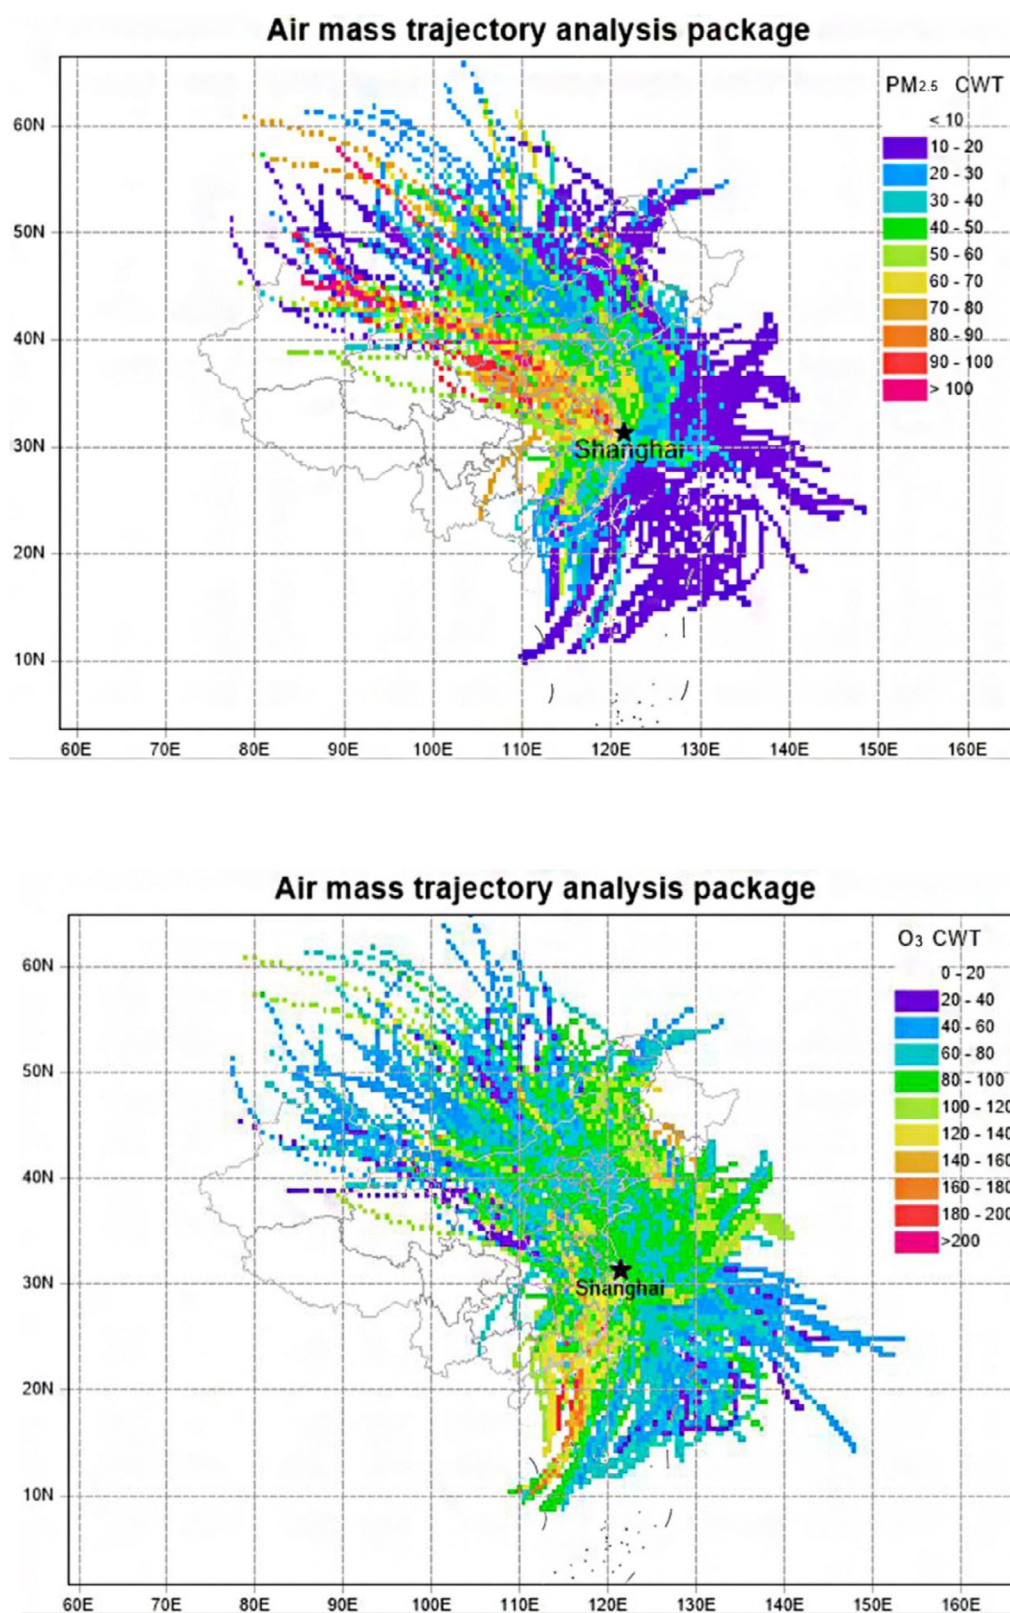 Air mass trajectory analysis package
PM2.5 CWT
< 10
10 - 20
20 - 30
30 - 40
40 - 50
50 - 60
60 - 70
70 - 80
80 - 90
90 - 100
> 100
60N
50N
40N
30N
20N
10N
Shanghai
60E 70E 80E 90E 100E 110E 120E 130E 140E 150E 160E
Air mass trajectory analysis package
O3 CWT
0 - 20
20 - 40
40 - 60
60 - 80
80 - 100
100 - 120
120 - 140
140 - 160
160 - 180
180 - 200
>200
60N
50N
40N
30N
20N
10N
Shanghai
60E 70E 80E 90E 100E 110E 120E 130E 140E 150E 160E